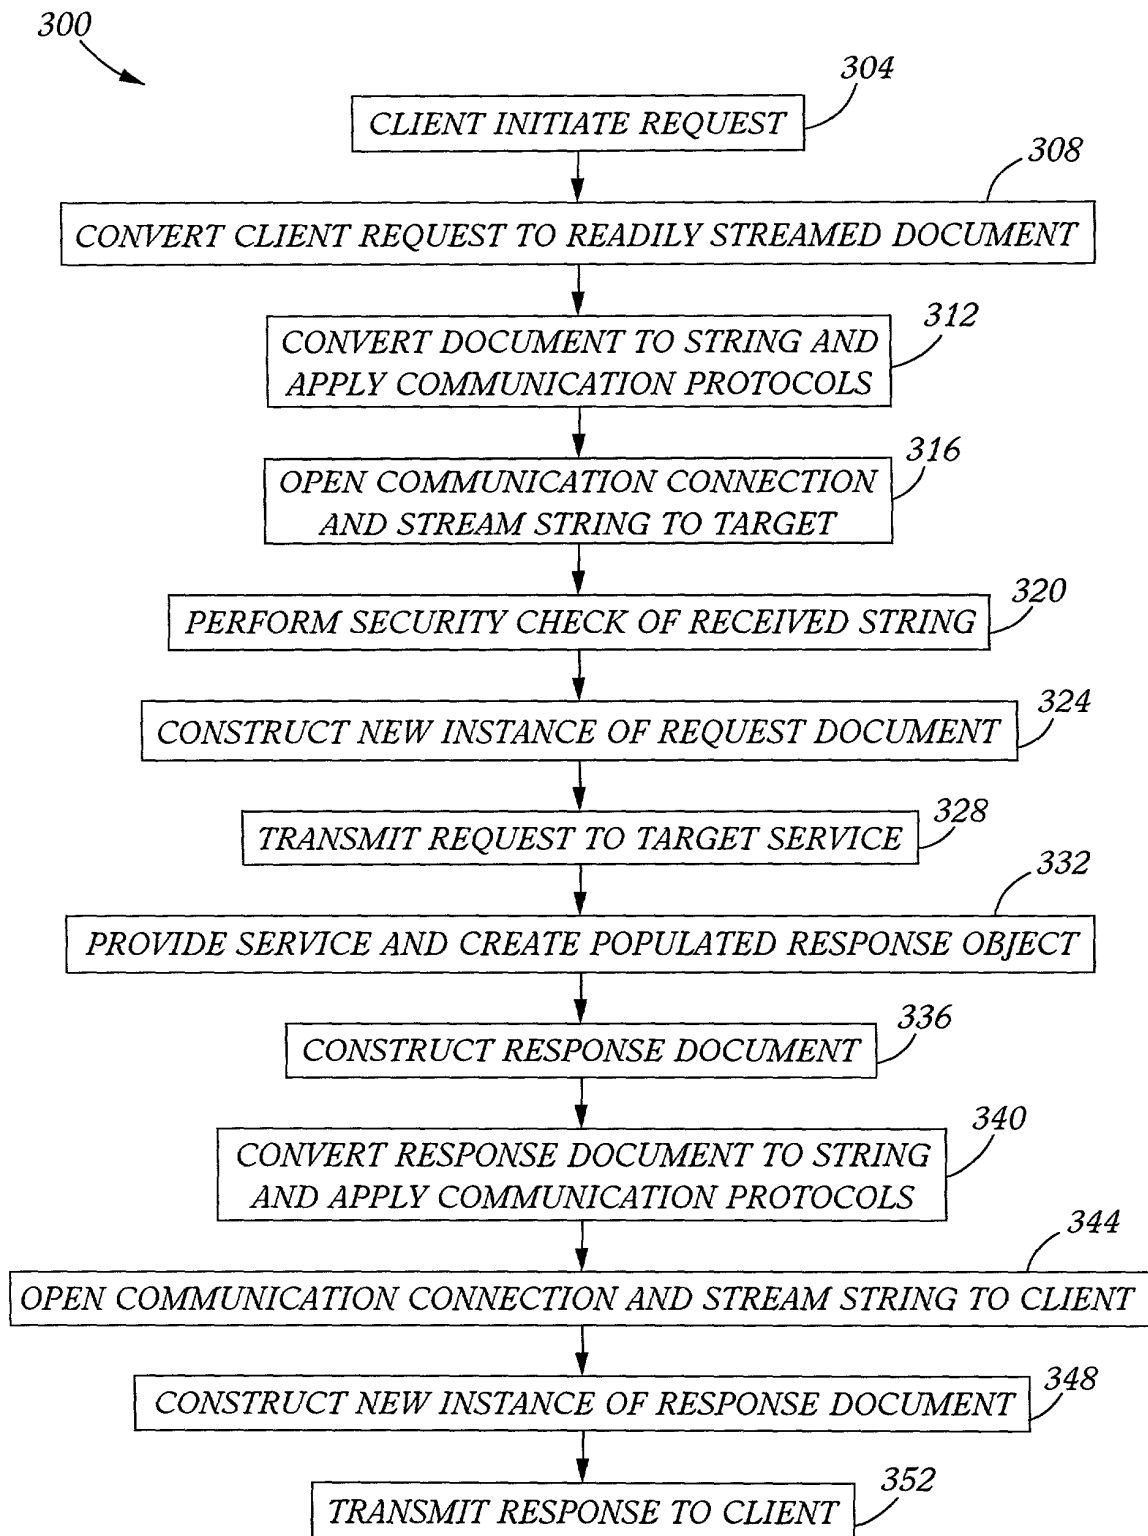 300
304
CLIENT INITIATE REQUEST
308
CONVERT CLIENT REQUEST TO READILY STREAMED DOCUMENT
312
CONVERT DOCUMENT TO STRING AND
APPLY COMMUNICATION PROTOCOLS
316
OPEN COMMUNICATION CONNECTION
AND STREAM STRING TO TARGET
320
PERFORM SECURITY CHECK OF RECEIVED STRING
324
CONSTRUCT NEW INSTANCE OF REQUEST DOCUMENT
328
TRANSMIT REQUEST TO TARGET SERVICE
332
PROVIDE SERVICE AND CREATE POPULATED RESPONSE OBJECT
336
CONSTRUCT RESPONSE DOCUMENT
340
CONVERT RESPONSE DOCUMENT TO STRING
AND APPLY COMMUNICATION PROTOCOLS
344
OPEN COMMUNICATION CONNECTION AND STREAM STRING TO CLIENT
348
CONSTRUCT NEW INSTANCE OF RESPONSE DOCUMENT
352
TRANSMIT RESPONSE TO CLIENT